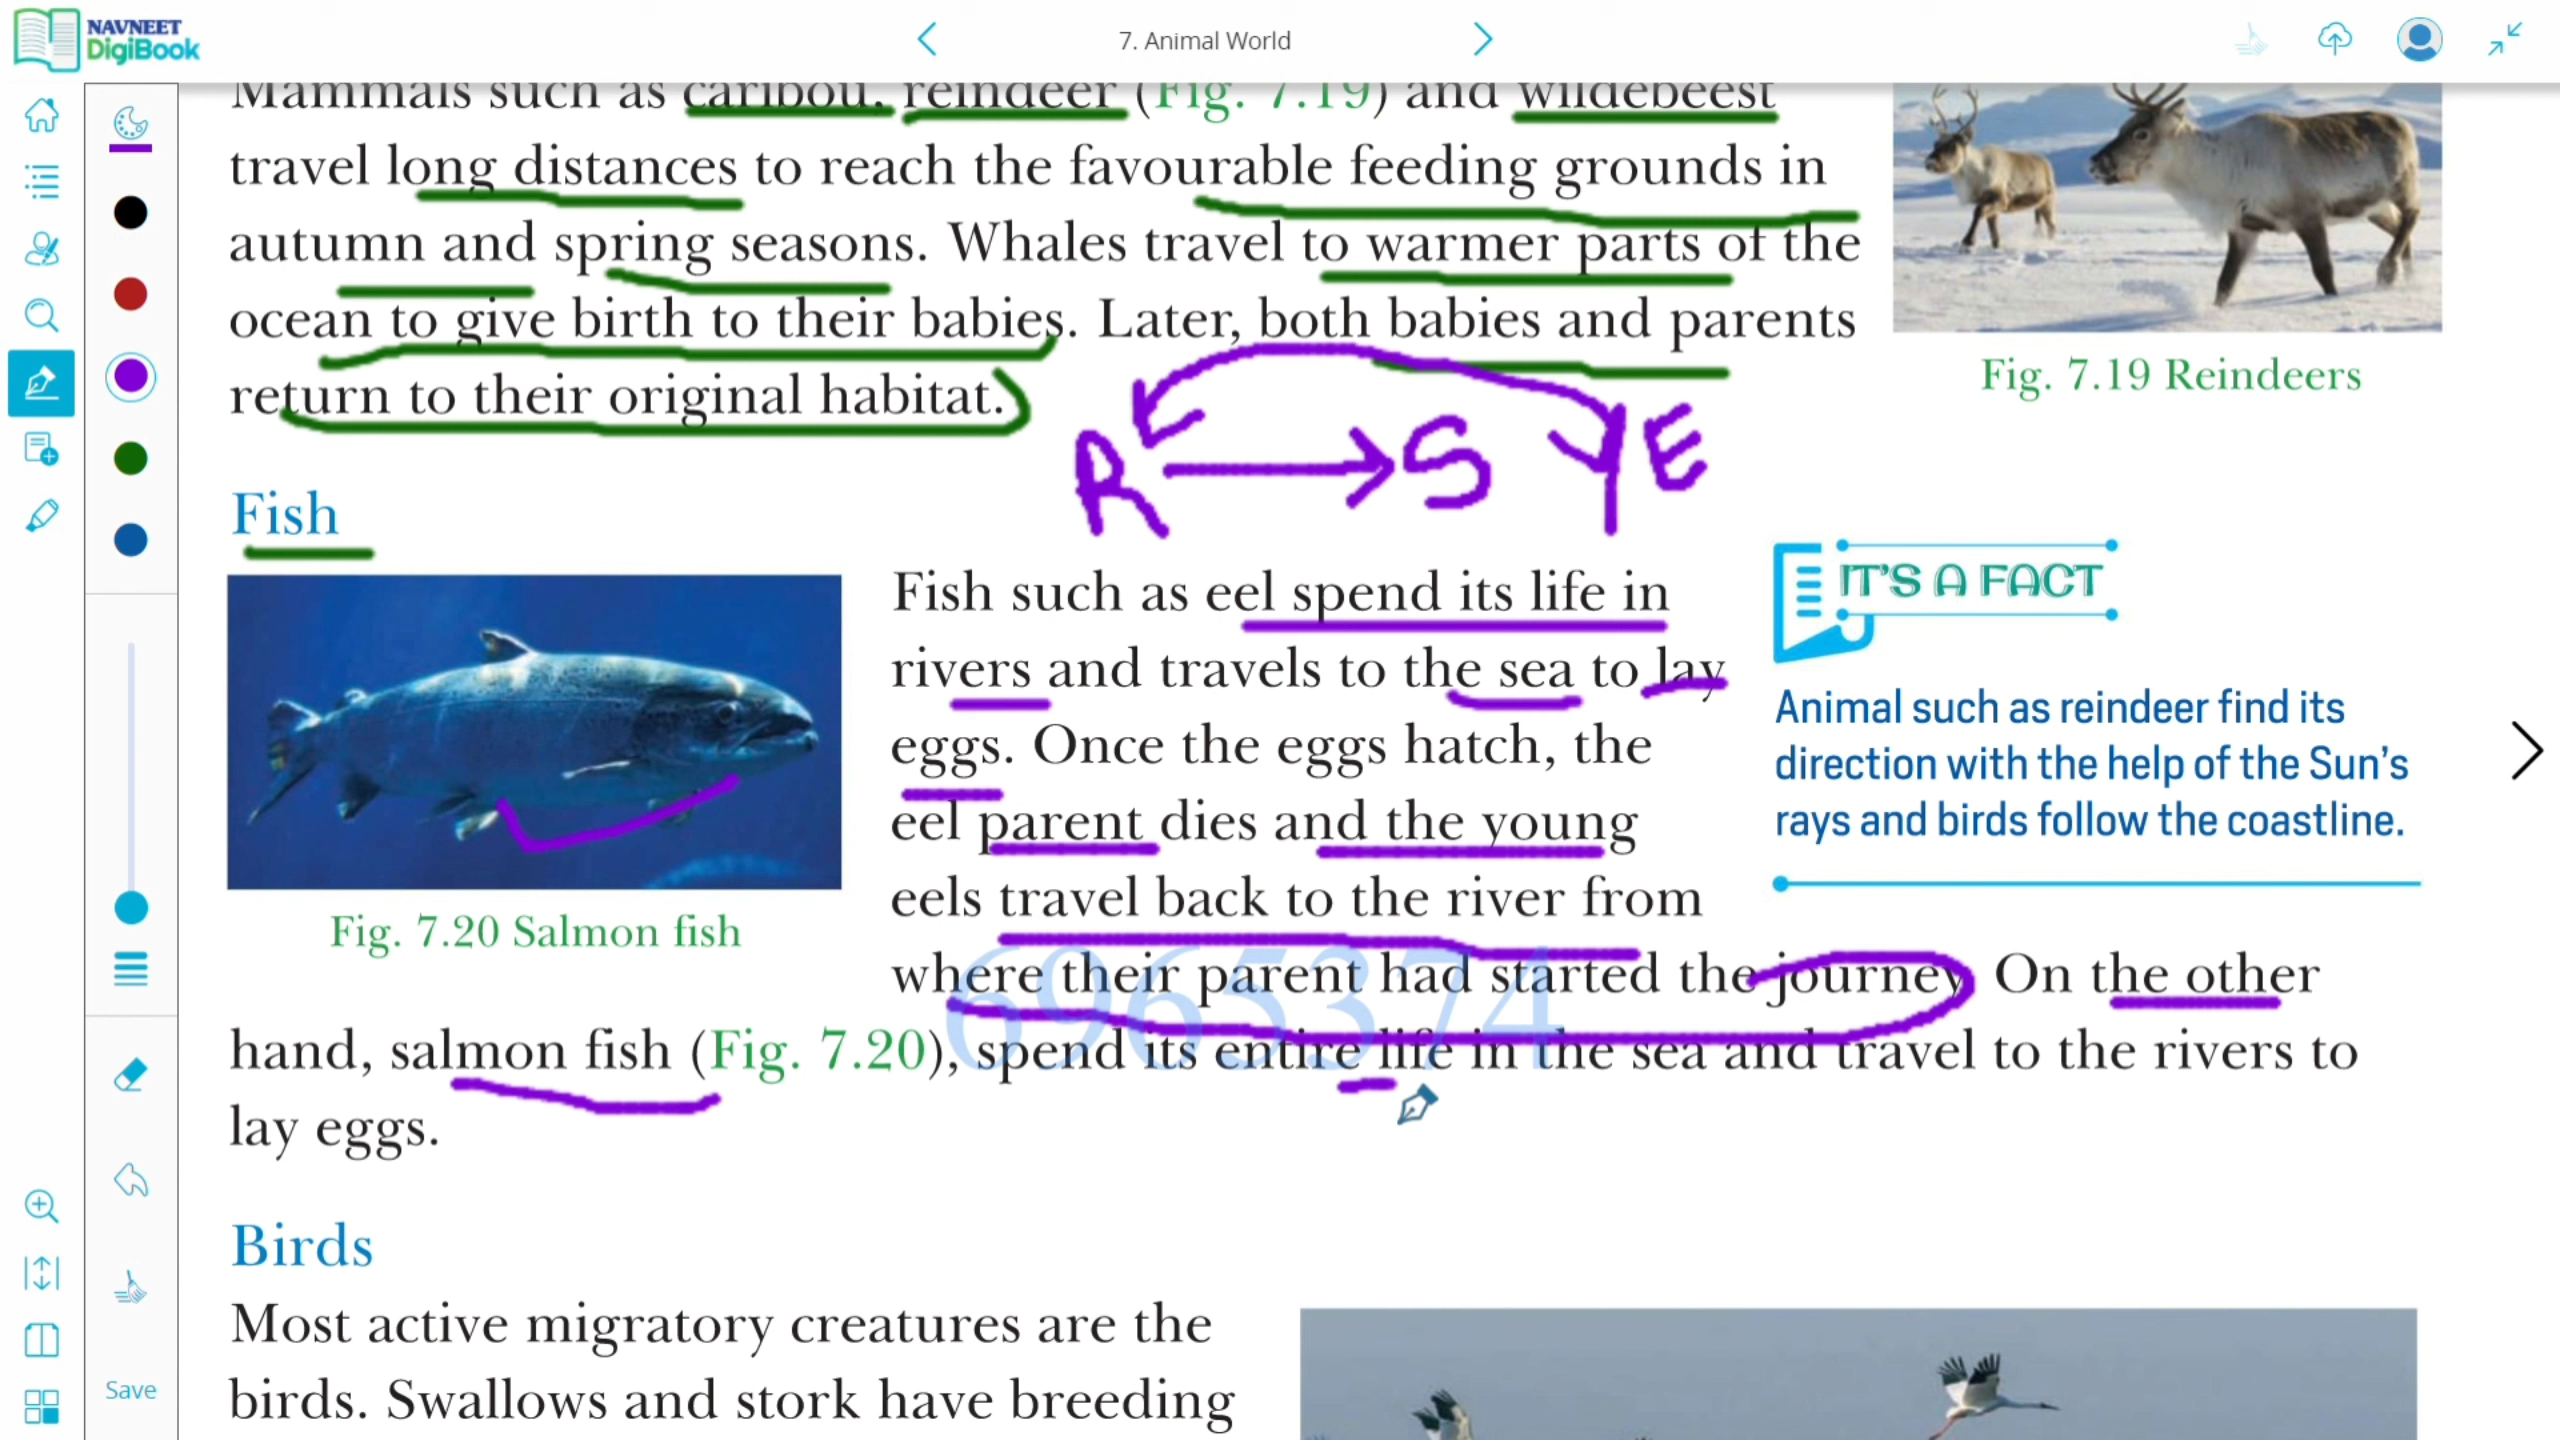 NAVNEET
DigiBook
7. Animal World
Mammals such as caribou, reindeer (Fig. 7.19) and wildebeest
travel long distances to reach the favourable feeding grounds in
autumn and spring seasons. Whales travel to warmer parts of the
ocean to give birth to their babies. Later, both babies and parents
return to their original habitat.
Fig. 7.19 Reindeers
R → S YE
Fish
Fish such as eel spend its life in
rivers and travels to the sea to lay
eggs. Once the eggs hatch, the
eel parent dies and the young
eels travel back to the river from
where their parent had started the journey On the other
hand, salmon fish (Fig. 7.20), spend its entire life in the sea and travel to the rivers to
lay eggs.
Fig. 7.20 Salmon fish
6965374
IT'S A FACT
Animal such as reindeer find its
direction with the help of the Sun's
rays and birds follow the coastline.
Birds
Most active migratory creatures are the
birds. Swallows and stork have breeding
Save